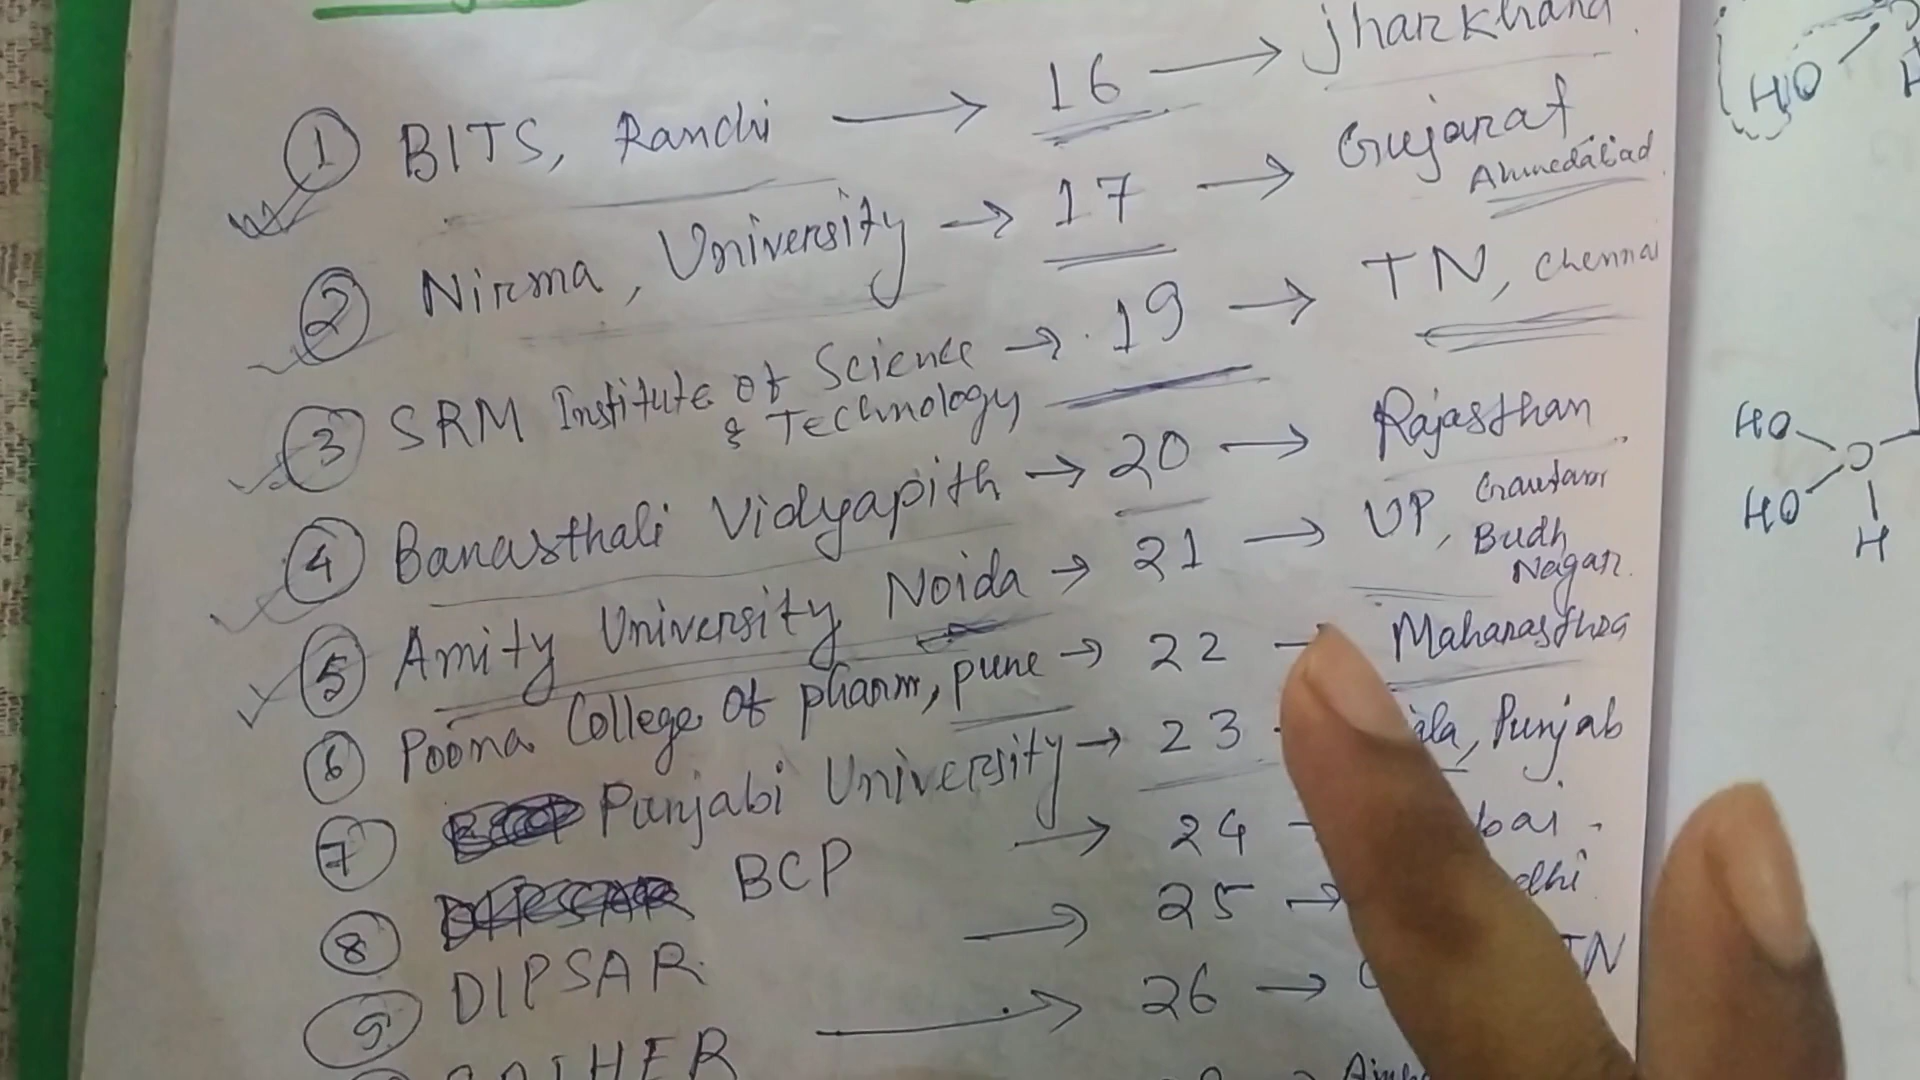 ① BITS, Ranchi → 16 → Jharkhand
② Nirma, University → 17 → Gujarat
Ahmedabad
③ SRM Institute of Science → 19 → TN, Chennai
& Technology
④ Banasthali Vidyapith → 20 → Rajasthan
⑤ Amity University Noida → 21 → UP, Gautam
Budh
Nagar
⑥ Poona College of pharm, pune → 22 → Maharasthra
⑦ Punjabi University → 23 Punjab
⑧ BCP → 24
⑨ DIPSAR → 25 →
→ 26 → TN
HO
H
HO
HO
H